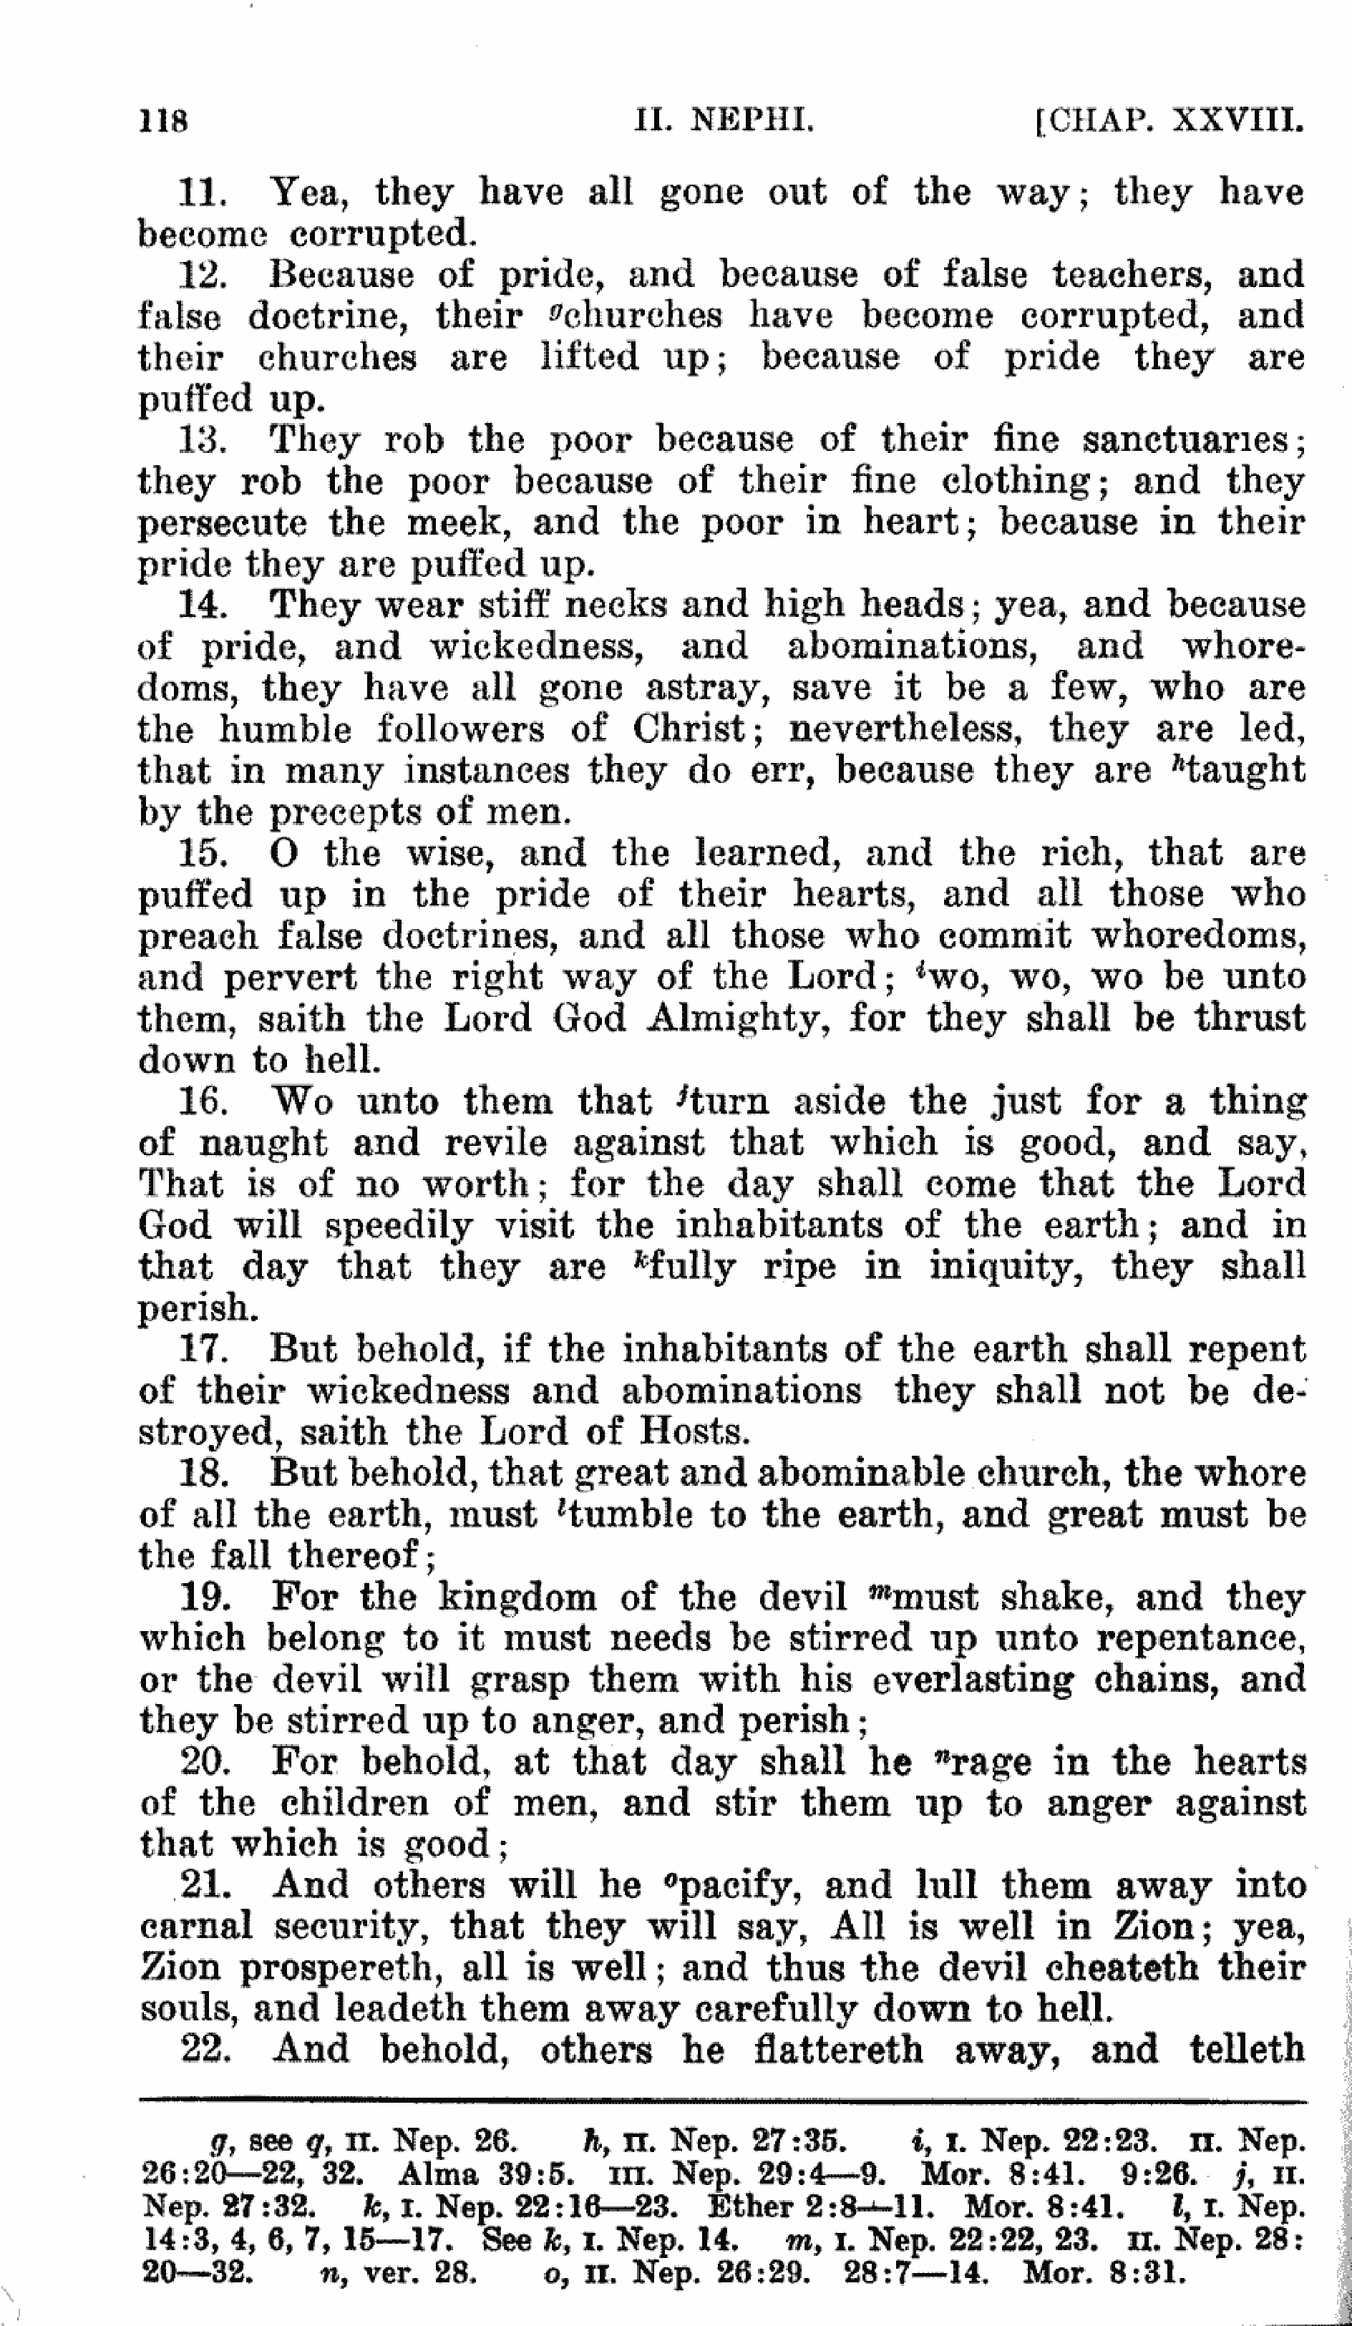 118 II. NEPHI. [CHAP. XXVIII.
11. Yea, they have all gone out of the way; they have
become corrupted.
12. Because of pride, and because of false teachers, and
false doctrine, their gchurches have become corrupted, and
their churches are lifted up; because of pride they are
puffed up.
13. They rob the poor because of their fine sanctuaries;
they rob the poor because of their fine clothing; and they
persecute the meek, and the poor in heart; because in their
pride they are puffed up.
14. They wear stiff necks and high heads; yea, and because
of pride, and wickedness, and abominations, and whore-
doms, they have all gone astray, save it be a few, who are
the humble followers of Christ; nevertheless, they are led,
that in many instances they do err, because they are htaught
by the precepts of men.
15. O the wise, and the learned, and the rich, that are
puffed up in the pride of their hearts, and all those who
preach false doctrines, and all those who commit whoredoms,
and pervert the right way of the Lord; iwo, wo, wo be unto
them, saith the Lord God Almighty, for they shall be thrust
down to hell.
16. Wo unto them that jturn aside the just for a thing
of naught and revile against that which is good, and say,
That is of no worth; for the day shall come that the Lord
God will speedily visit the inhabitants of the earth; and in
that day that they are kfully ripe in iniquity, they shall
perish.
17. But behold, if the inhabitants of the earth shall repent
of their wickedness and abominations they shall not be de-
stroyed, saith the Lord of Hosts.
18. But behold, that great and abominable church, the whore
of all the earth, must ltumble to the earth, and great must be
the fall thereof;
19. For the kingdom of the devil mmust shake, and they
which belong to it must needs be stirred up unto repentance,
or the devil will grasp them with his everlasting chains, and
they be stirred up to anger, and perish;
20. For behold, at that day shall he nrage in the hearts
of the children of men, and stir them up to anger against
that which is good;
21. And others will he opacify, and lull them away into
carnal security, that they will say, All is well in Zion; yea,
Zion prospereth, all is well; and thus the devil cheateth their
souls, and leadeth them away carefully down to hell.
22. And behold, others he flattereth away, and telleth
g, see q, II. Nep. 26. h, II. Nep. 27:35. i, I. Nep. 22:23. II. Nep.
26:20—22, 32. Alma 39:5. III. Nep. 29:4—9. Mor. 8:41. 9:26. j, II.
Nep. 27:32. k, I. Nep. 22:16—23. Ether 2:8—11. Mor. 8:41. l, I. Nep.
14:3, 4, 6, 7, 15—17. See k, I. Nep. 14. m, I. Nep. 22:22, 23. II. Nep. 28:
20—32. n, ver. 28. o, II. Nep. 26:29. 28:7—14. Mor. 8:31.